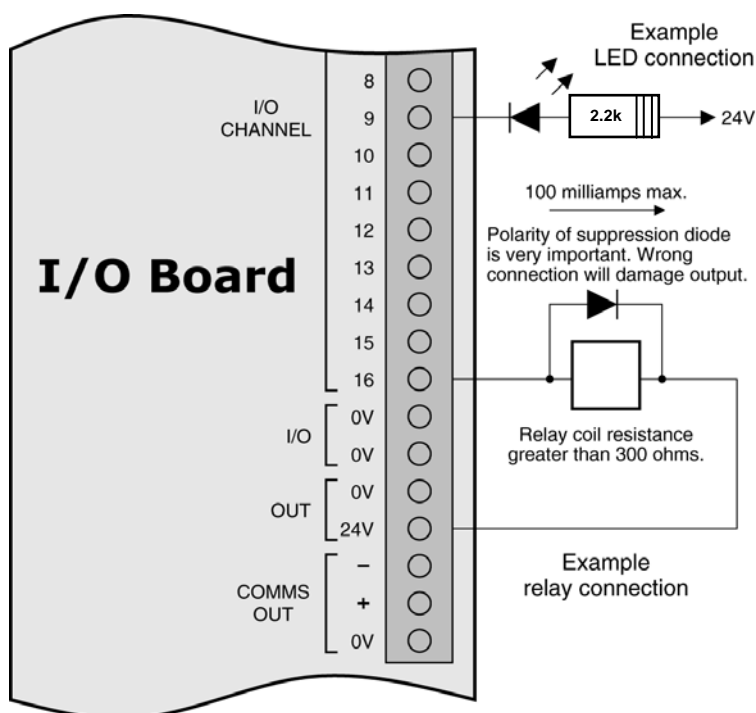 Example
LED connection
8
I/O
CHANNEL
9
2.2k
24V
10
11
100 milliamps max.
12
Polarity of suppression diode
is very important. Wrong
connection will damage output.
I/O Board
13
14
15
16
I/O
0V
0V
Relay coil resistance
greater than 300 ohms.
OUT
0V
24V
Example
relay connection
COMMS
OUT
–
+
0V